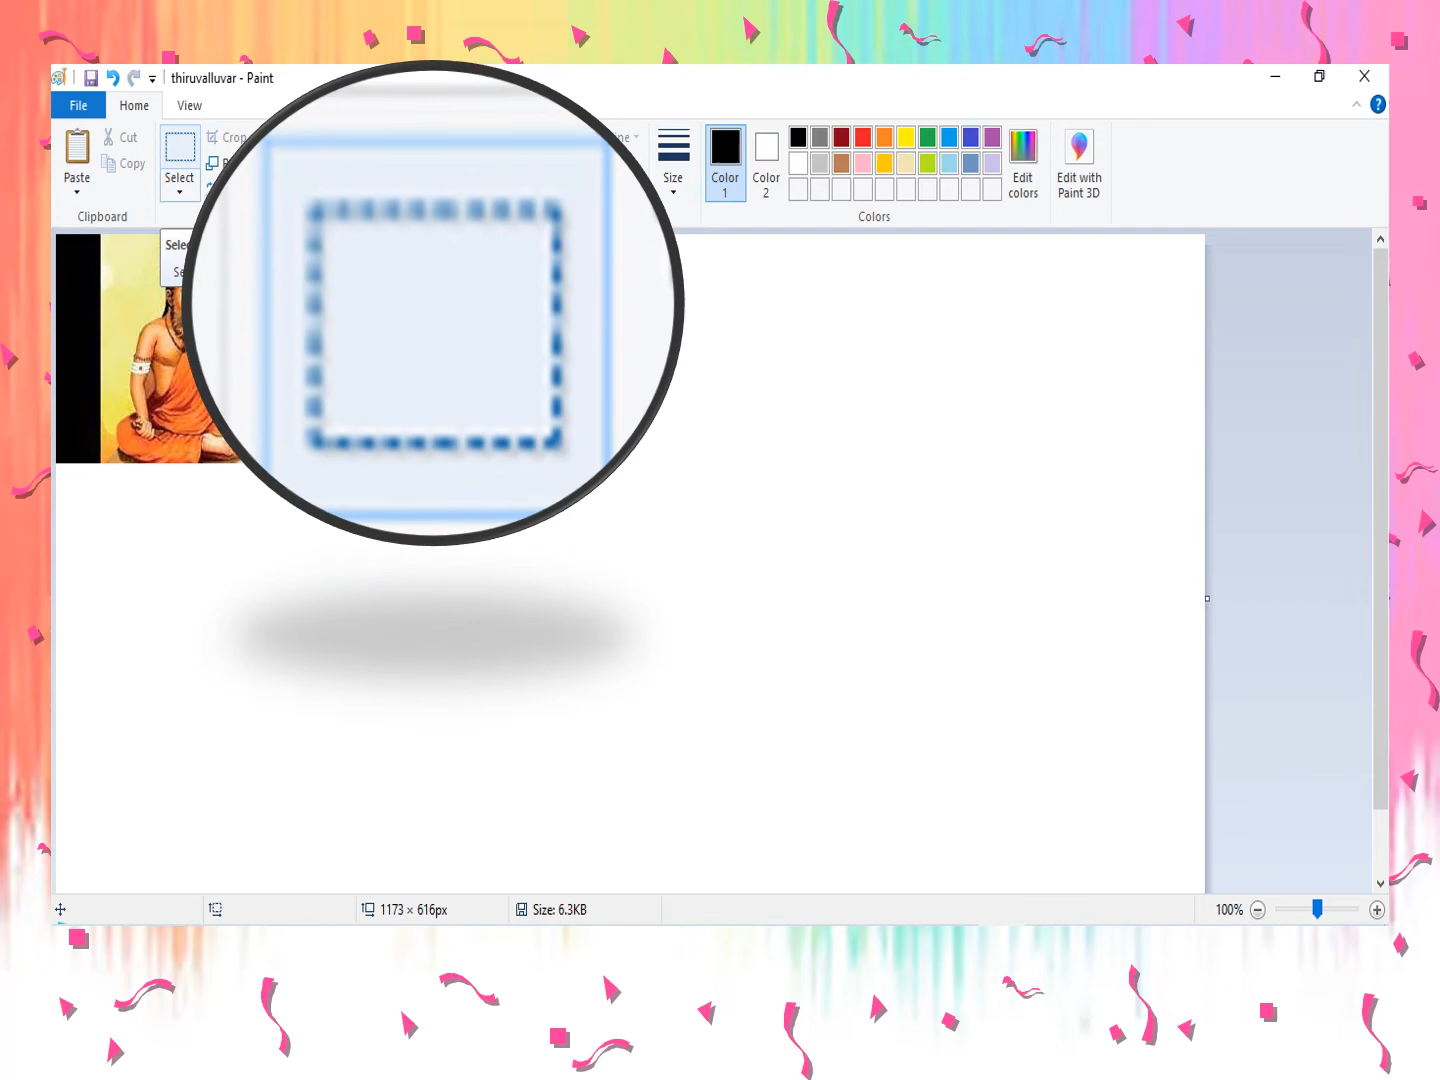 thiruvalluvar - Paint
File Home View
Cut
Crop
Copy
Paste
Select
Size
Color 1
Color 2
Edit colors
Edit with Paint 3D
Clipboard
Colors
1173 × 616px
Size: 6.3KB
100%